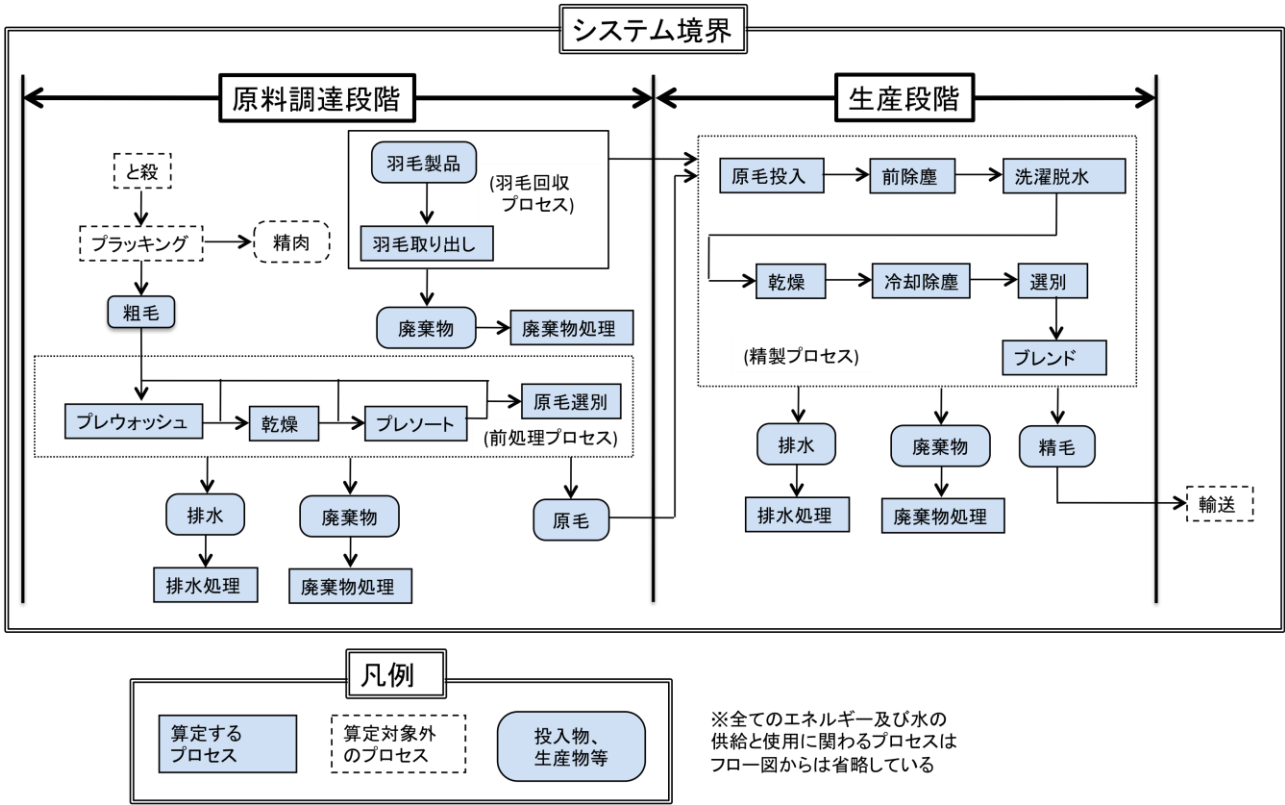 システム境界
原料調達段階
生産段階
と殺
プラッキング
精肉
粗毛
羽毛製品
(羽毛回収
プロセス)
羽毛取り出し
廃棄物
廃棄物処理
プレウォッシュ
乾燥
プレソート
原毛選別
(前処理プロセス)
排水
廃棄物
原毛
排水処理
廃棄物処理
原毛投入
前除塵
洗濯脱水
乾燥
冷却除塵
選別
(精製プロセス)
ブレンド
排水
廃棄物
精毛
排水処理
廃棄物処理
輸送
凡例
算定する
プロセス
算定対象外
のプロセス
投入物、
生産物等
※全てのエネルギー及び水の
供給と使用に関わるプロセスは
フロー図からは省略している